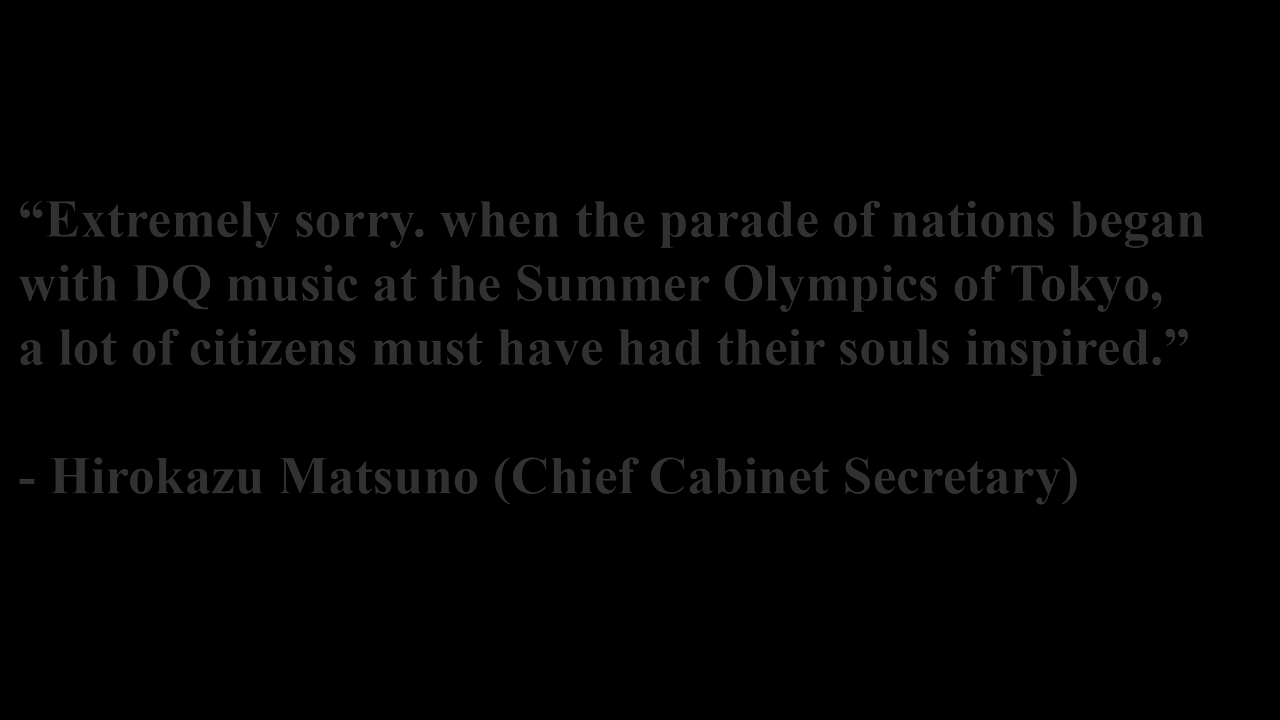 “Extremely sorry. when the parade of nations began
with DQ music at the Summer Olympics of Tokyo,
a lot of citizens must have had their souls inspired.”
- Hirokazu Matsuno (Chief Cabinet Secretary)